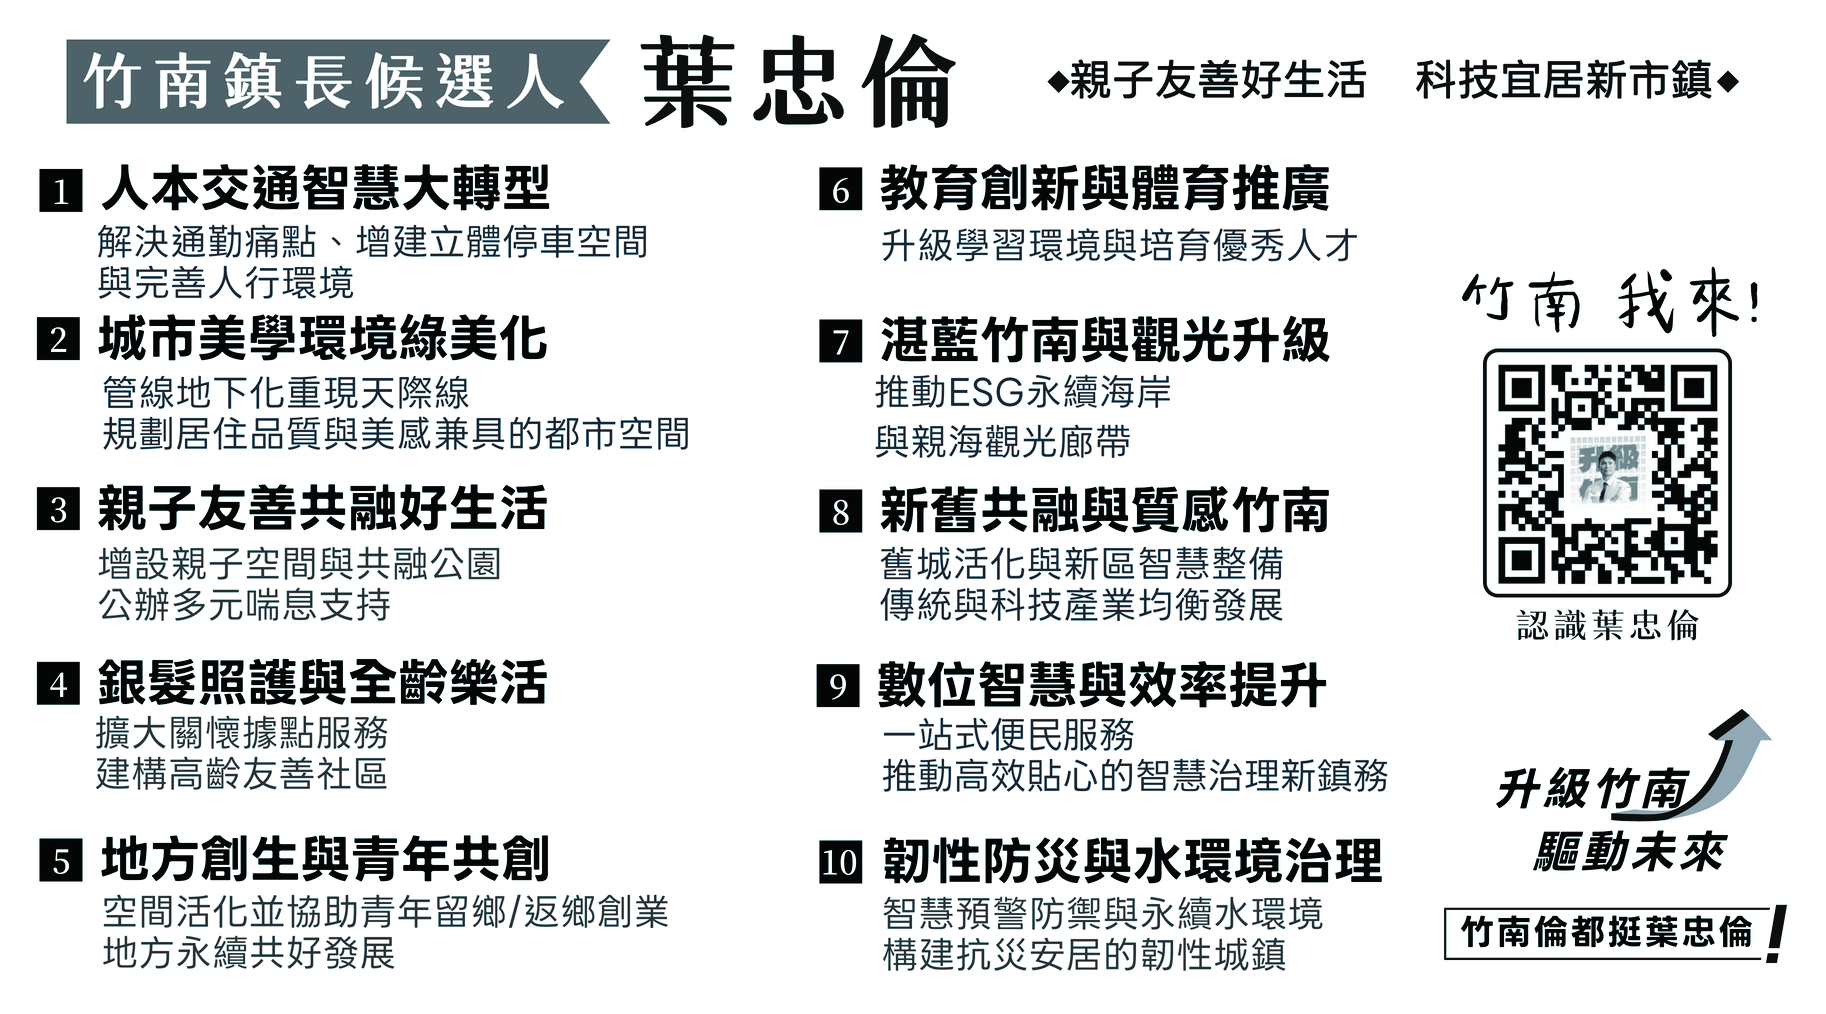 竹南鎮長候選人 葉忠倫 ◆親子友善好生活 科技宜居新市鎮◆
1 人本交通智慧大轉型
解決通勤痛點、增建立體停車空間
與完善人行環境
2 城市美學環境綠美化
管線地下化重現天際線
規劃居住品質與美感兼具的都市空間
3 親子友善共融好生活
增設親子空間與共融公園
公辦多元喘息支持
4 銀髮照護與全齡樂活
擴大關懷據點服務
建構高齡友善社區
5 地方創生與青年共創
空間活化並協助青年留鄉/返鄉創業
地方永續共好發展
6 教育創新與體育推廣
升級學習環境與培育優秀人才
7 湛藍竹南與觀光升級
推動ESG永續海岸
與親海觀光廊帶
8 新舊共融與質感竹南
舊城活化與新區智慧整備
傳統與科技產業均衡發展
9 數位智慧與效率提升
一站式便民服務
推動高效貼心的智慧治理新鎮務
10 韌性防災與水環境治理
智慧預警防禦與永續水環境
構建抗災安居的韌性城鎮
竹南 我來!
升級
認識葉忠倫
升級竹南
驅動未來
竹南倫都挺葉忠倫!